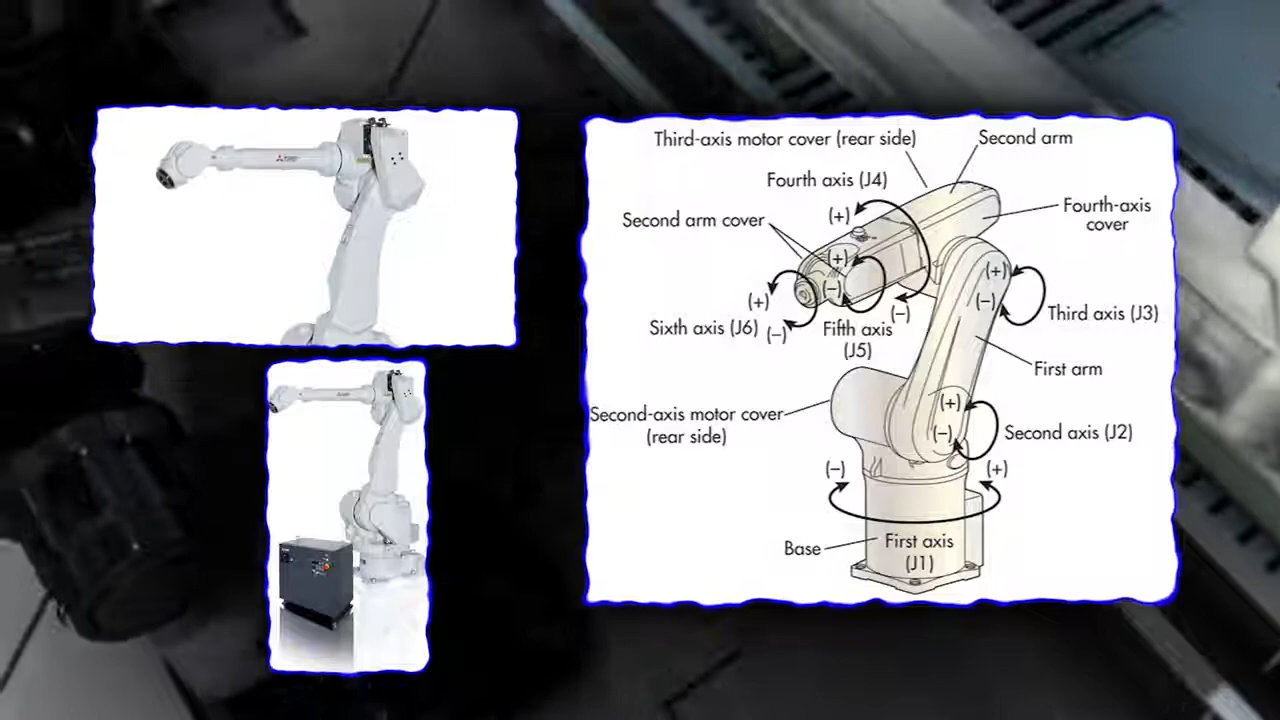 Third-axis motor cover (rear side)
Second arm
Fourth axis (J4)
(+)
Second arm cover
Fourth-axis
cover
(+)
(−)
(+)
(−)
(+)
(−)
Sixth axis (J6)
(−)
Fifth axis
(J5)
Third axis (J3)
First arm
Second-axis motor cover
(rear side)
(+)
(−)
Second axis (J2)
(−)
(+)
Base
First axis
(J1)